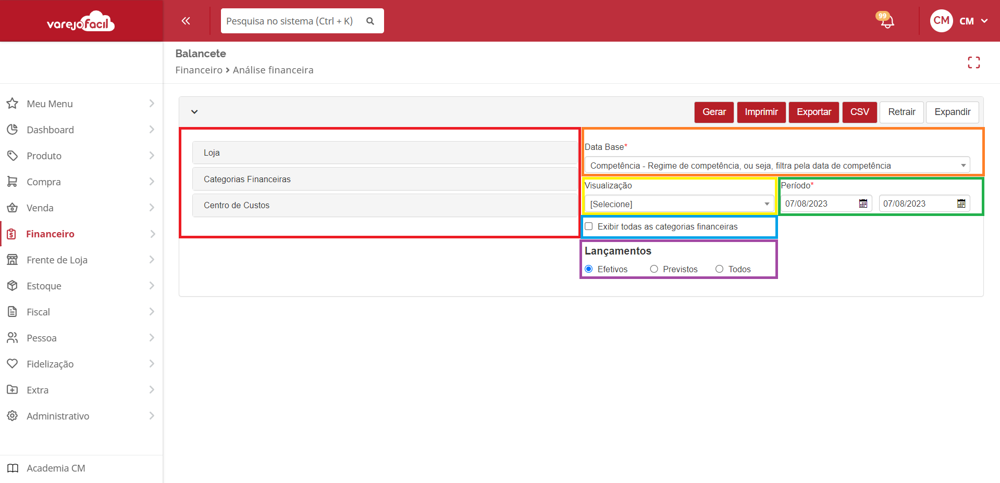 varejofacil
Pesquisa no sistema (Ctrl + K)
99
CM CM
Balancete
Financeiro > Análise financeira
Meu Menu
Dashboard
Produto
Compra
Venda
Financeiro
Frente de Loja
Estoque
Fiscal
Pessoa
Fidelização
Extra
Administrativo
Academia CM
Gerar Imprimir Exportar CSV Retrair Expandir
Loja
Categorias Financeiras
Centro de Custos
Data Base*
Competência - Regime de competência, ou seja, filtra pela data de competência
Visualização
[Selecione]
Período*
07/08/2023 07/08/2023
Exibir todas as categorias financeiras
Lançamentos
Efetivos Previstos Todos